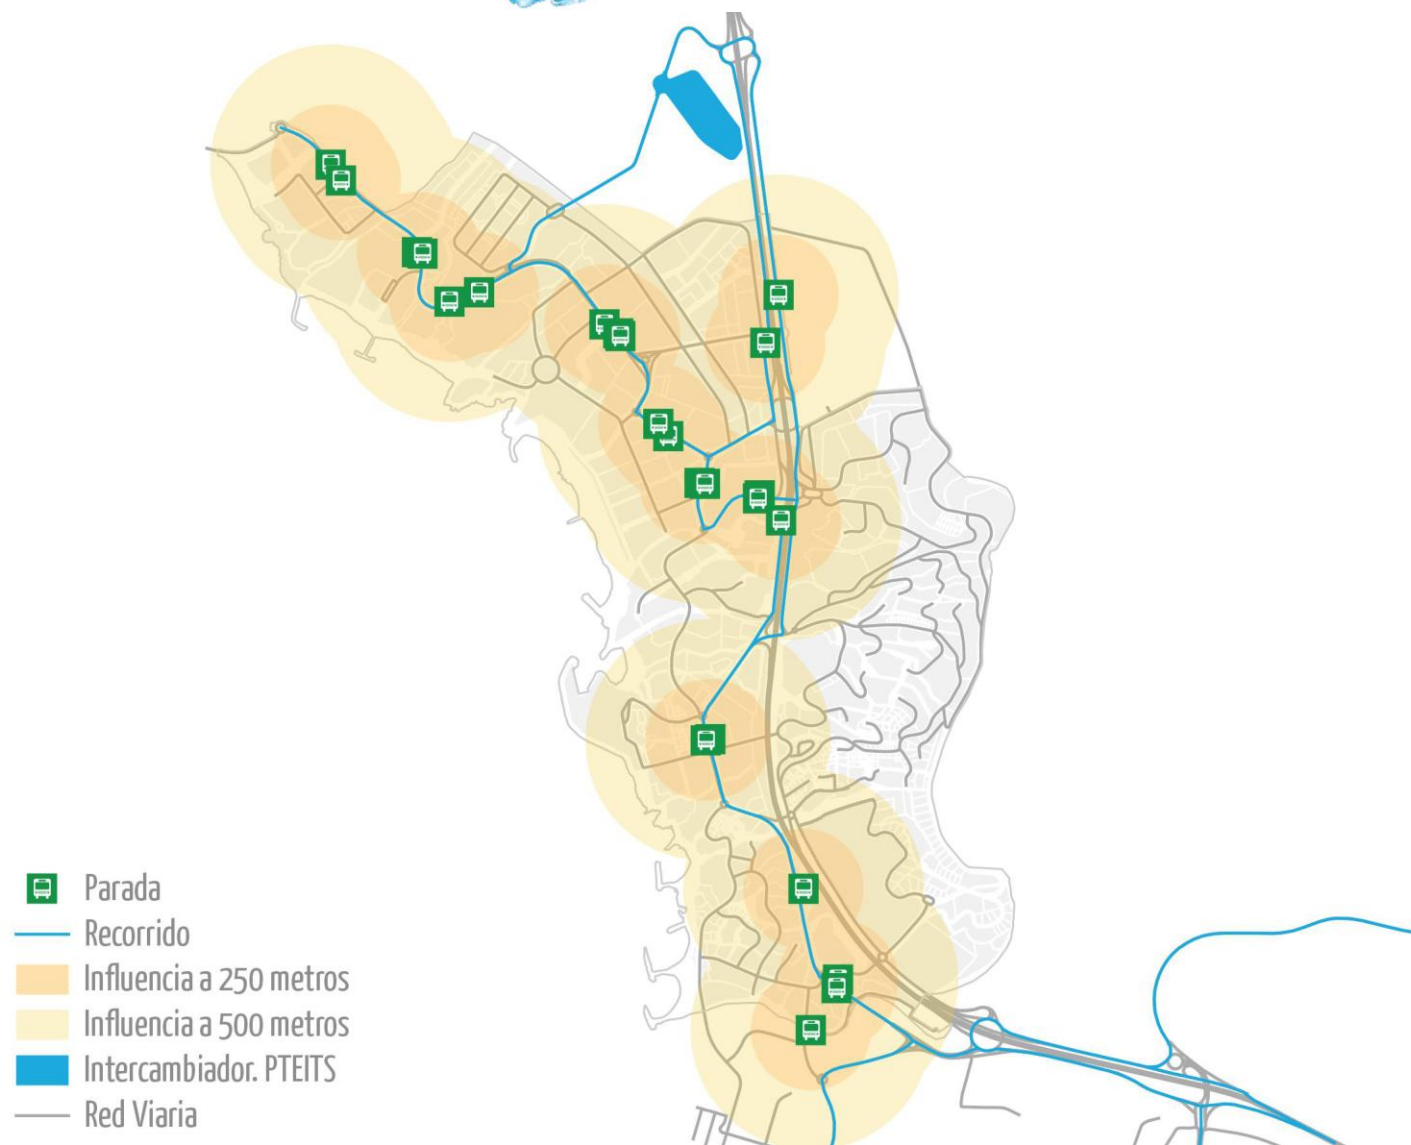 Parada
Recorrido
Influencia a 250 metros
Influencia a 500 metros
Intercambiador. PTEITS
Red Viaria